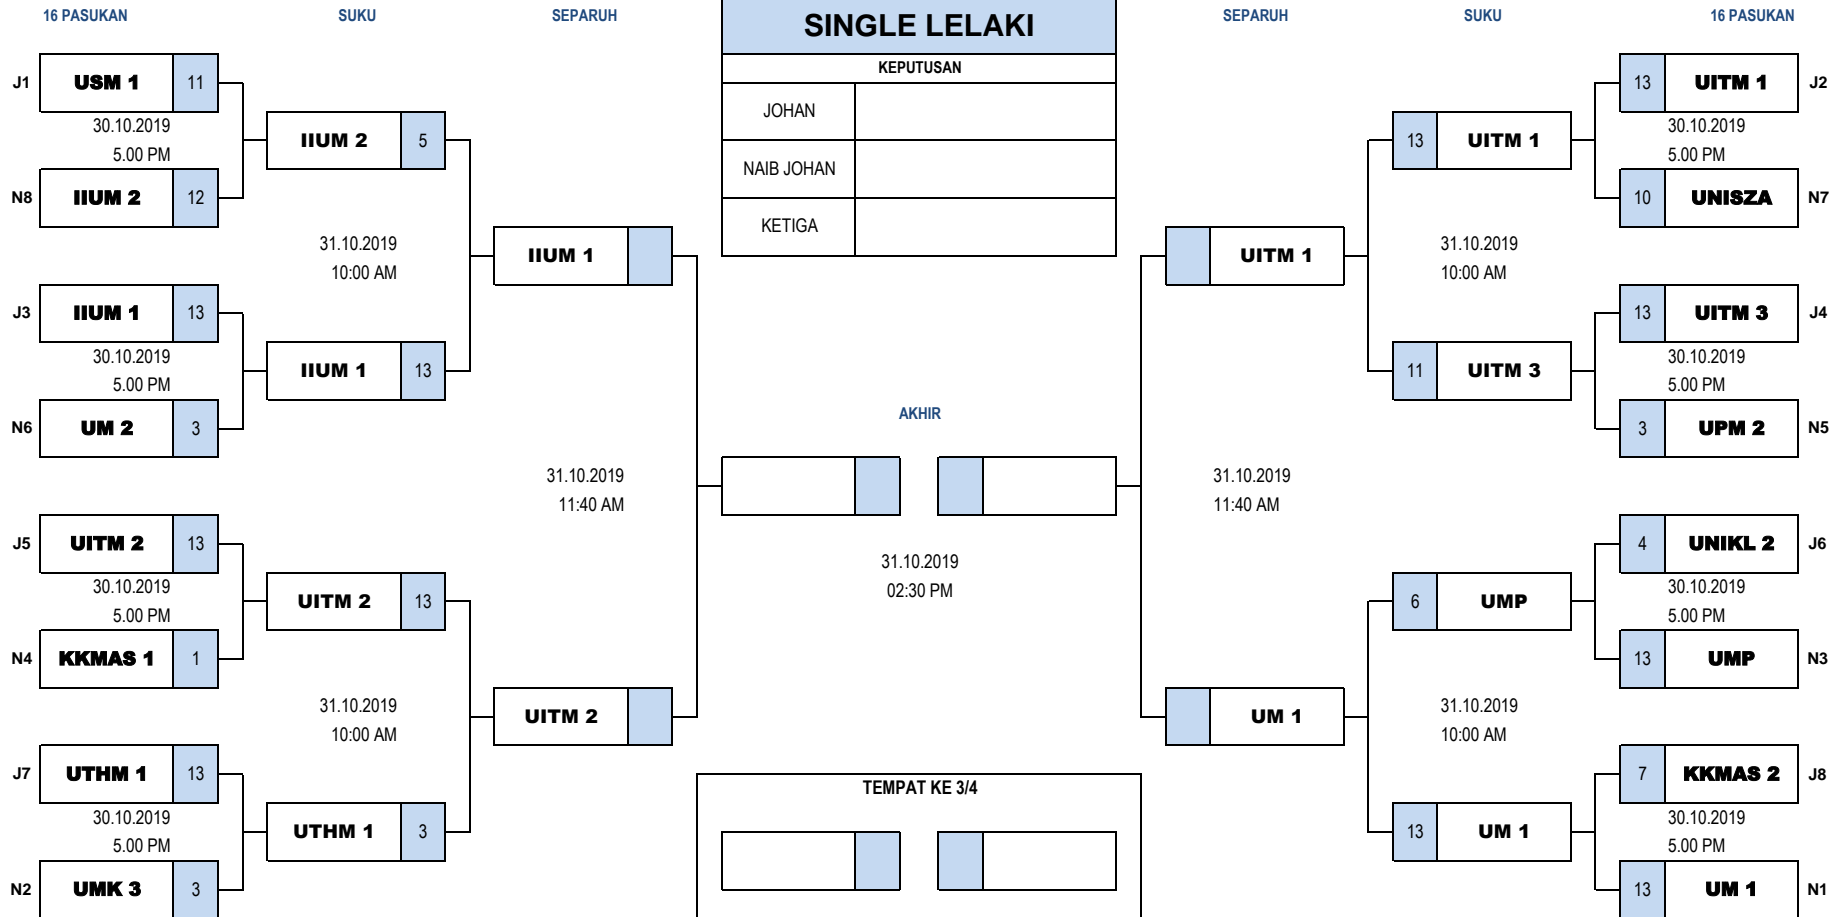 16 PASUKAN SUKU SEPARUH SINGLE LELAKI SEPARUH SUKU 16 PASUKAN
KEPUTUSAN
J1 USM 1 11 13 UITM 1 J2
JOHAN
30.10.2019 30.10.2019
IIUM 2 5 13 UITM 1
5.00 PM 5.00 PM
NAIB JOHAN
N8 IIUM 2 12 10 UNISZA N7
KETIGA
31.10.2019 31.10.2019
IIUM 1 UITM 1
10:00 AM 10:00 AM
J3 IIUM 1 13 13 UITM 3 J4
30.10.2019 30.10.2019
IIUM 1 13 11 UITM 3
5.00 PM 5.00 PM
AKHIR
N6 UM 2 3 3 UPM 2 N5
31.10.2019 31.10.2019
11:40 AM 11:40 AM
J5 UITM 2 13 4 UNIKL 2 J6
31.10.2019
30.10.2019 30.10.2019
02:30 PM
UITM 2 13 6 UMP
5.00 PM 5.00 PM
N4 KKMAS 1 1 13 UMP N3
31.10.2019 31.10.2019
UITM 2 UM 1
10:00 AM 10:00 AM
J7 UTHM 1 13 7 KKMAS 2 J8
TEMPAT KE 3/4
30.10.2019 30.10.2019
UTHM 1 3 13 UM 1
5.00 PM 5.00 PM
N2 UMK 3 3 13 UM 1 N1